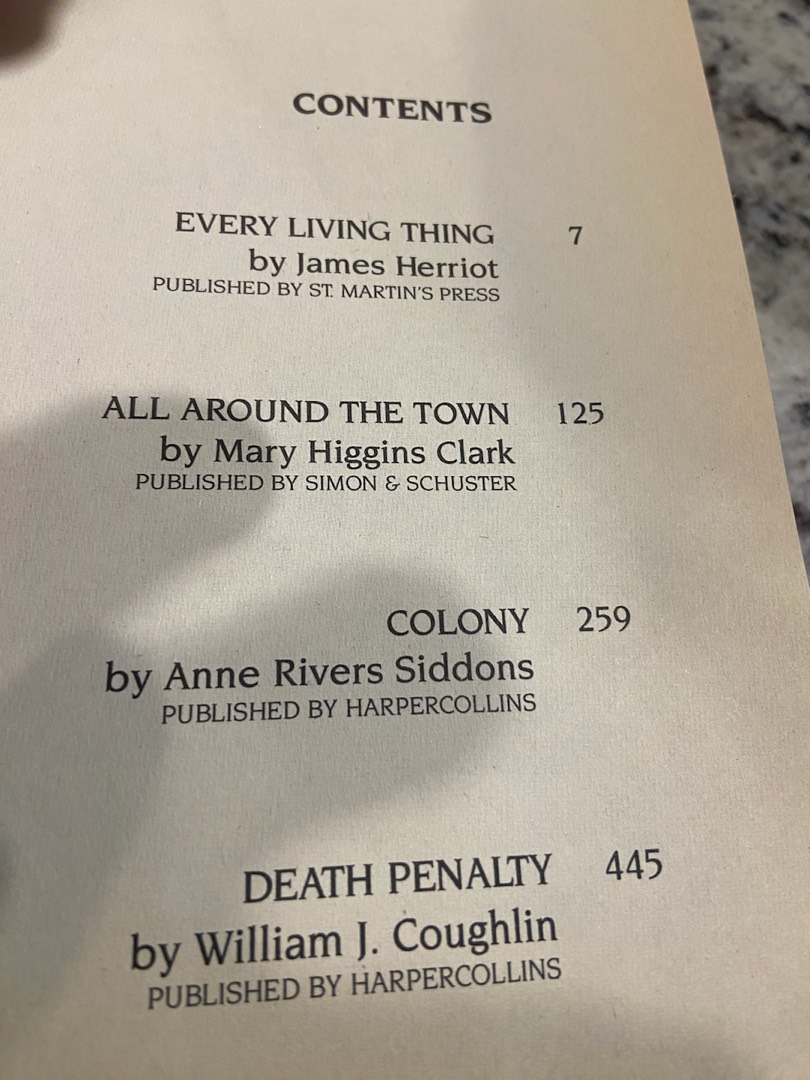 CONTENTS
EVERY LIVING THING 7
by James Herriot
PUBLISHED BY ST. MARTIN'S PRESS
ALL AROUND THE TOWN 125
by Mary Higgins Clark
PUBLISHED BY SIMON & SCHUSTER
COLONY 259
by Anne Rivers Siddons
PUBLISHED BY HARPERCOLLINS
DEATH PENALTY 445
by William J. Coughlin
PUBLISHED BY HARPERCOLLINS